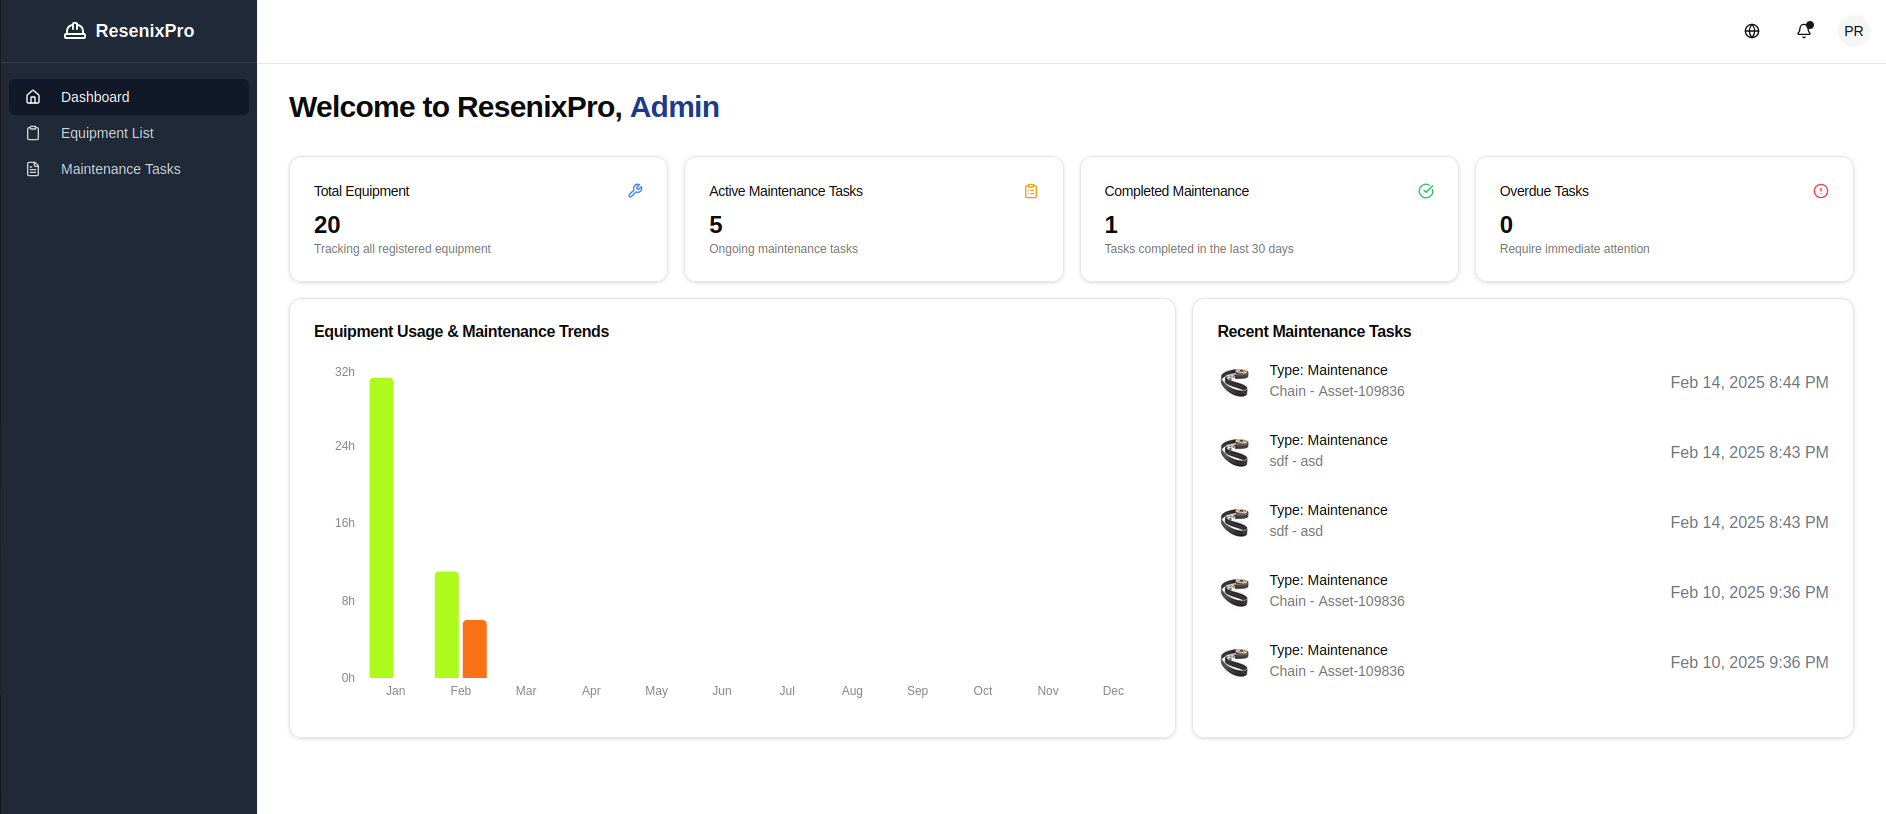 ResenixPro
PR
Dashboard
Equipment List
Maintenance Tasks
Welcome to ResenixPro, Admin
Total Equipment
20
Tracking all registered equipment
Active Maintenance Tasks
5
Ongoing maintenance tasks
Completed Maintenance
1
Tasks completed in the last 30 days
Overdue Tasks
0
Require immediate attention
Equipment Usage & Maintenance Trends
32h
24h
16h
8h
0h
Jan Feb Mar Apr May Jun Jul Aug Sep Oct Nov Dec
Recent Maintenance Tasks
Type: Maintenance
Chain - Asset-109836
Feb 14, 2025 8:44 PM
Type: Maintenance
sdf - asd
Feb 14, 2025 8:43 PM
Type: Maintenance
sdf - asd
Feb 14, 2025 8:43 PM
Type: Maintenance
Chain - Asset-109836
Feb 10, 2025 9:36 PM
Type: Maintenance
Chain - Asset-109836
Feb 10, 2025 9:36 PM